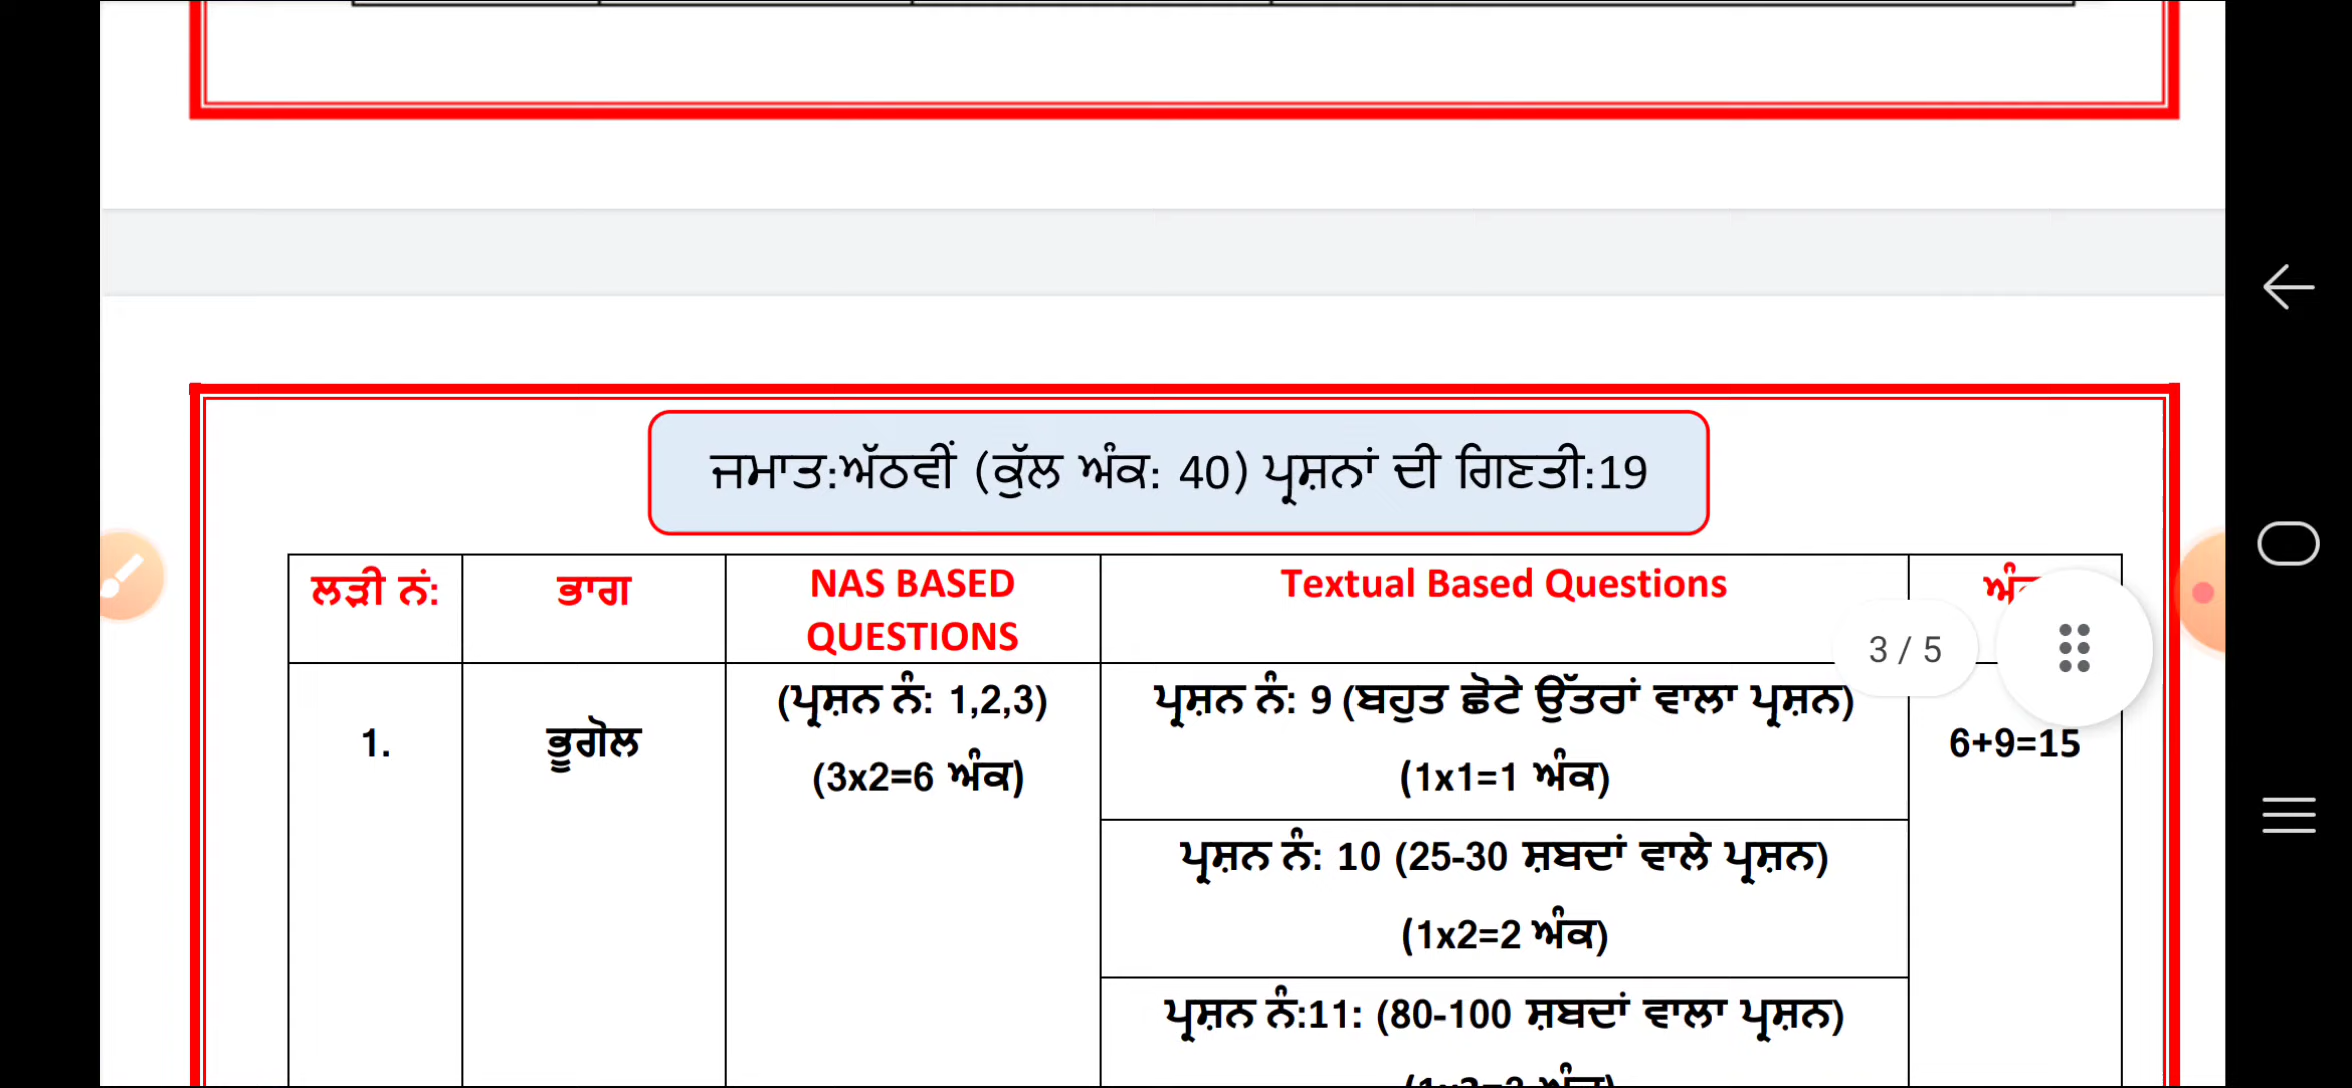 ਜਮਾਤ:ਅੱਠਵੀਂ (ਕੁੱਲ ਅੰਕ: 40) ਪ੍ਰਸ਼ਨਾਂ ਦੀ ਗਿਣਤੀ:19
ਲੜੀ ਨੰ:
ਭਾਗ
NAS BASED
QUESTIONS
Textual Based Questions
3 / 5
1.
ਭੂਗੋਲ
(ਪ੍ਰਸ਼ਨ ਨੰ: 1,2,3)
(3x2=6 ਅੰਕ)
ਪ੍ਰਸ਼ਨ ਨੰ: 9 (ਬਹੁਤ ਛੋਟੇ ਉੱਤਰਾਂ ਵਾਲਾ ਪ੍ਰਸ਼ਨ)
(1x1=1 ਅੰਕ)
6+9=15
ਪ੍ਰਸ਼ਨ ਨੰ: 10 (25-30 ਸ਼ਬਦਾਂ ਵਾਲੇ ਪ੍ਰਸ਼ਨ)
(1x2=2 ਅੰਕ)
ਪ੍ਰਸ਼ਨ ਨੰ:11: (80-100 ਸ਼ਬਦਾਂ ਵਾਲਾ ਪ੍ਰਸ਼ਨ)